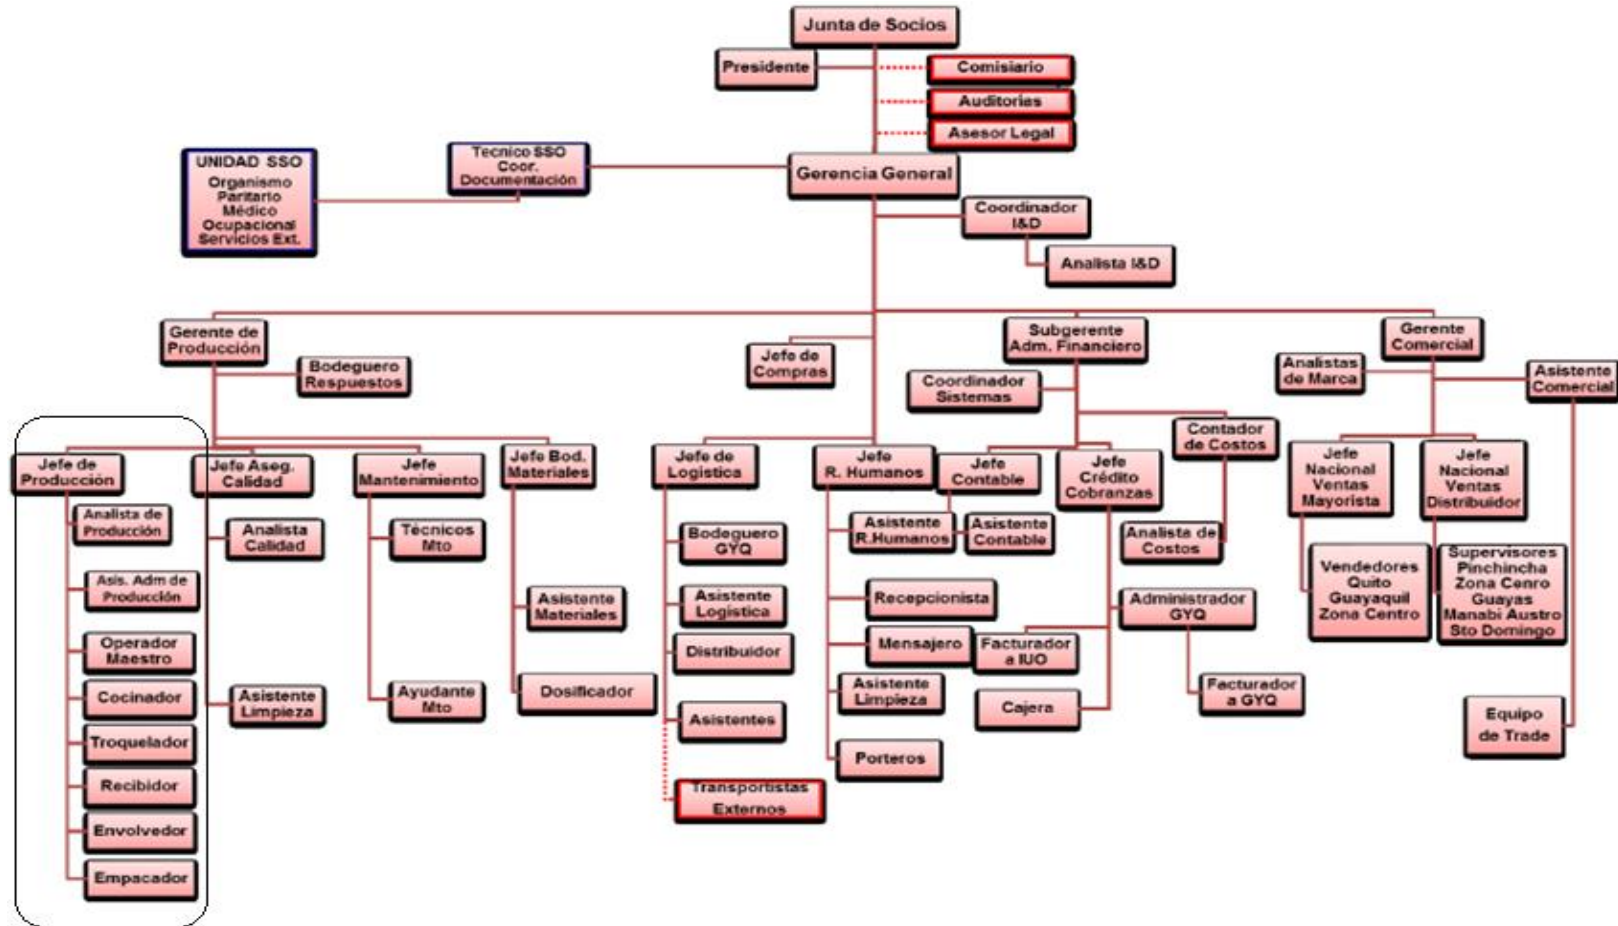 Junta de Socios
Presidente
Comisiario
Auditorias
Asesor Legal
UNIDAD SSO
Organismo
Paritario
Médico
Ocupacional
Servicios Ext.
Tecnico SSO
Coor.
Documentación
Gerencia General
Coordinador
I&D
Analista I&D
Gerente de
Producción
Bodeguero
Respuestos
Jefe de
Compras
Subgerente
Adm. Financiero
Coordinador
Sistemas
Gerente
Comercial
Analistas
de Marca
Asistente
Comercial
Contador
de Costos
Jefe de
Producción
Jefe Aseg.
Calidad
Jefe
Mantenimiento
Jefe Bod.
Materiales
Jefe de
Logística
Jefe
R. Humanos
Jefe
Contable
Jefe
Crédito
Cobranzas
Jefe
Nacional
Ventas
Mayorista
Jefe
Nacional
Ventas
Distribuidor
Analista de
Producción
Asis. Adm de
Producción
Operador
Maestro
Cocinador
Troquelador
Recibidor
Envolvedor
Empacador
Analista
Calidad
Asistente
Limpieza
Técnicos
Mto
Ayudante
Mto
Asistente
Materiales
Dosificador
Bodeguero
GYQ
Asistente
Logística
Distribuidor
Asistentes
Transportistas
Externos
Asistente
R.Humanos
Recepcionista
Mensajero
Asistente
Limpieza
Porteros
Asistente
Contable
Analista de
Costos
Administrador
GYQ
Facturador
a IUO
Cajera
Facturador
a GYQ
Vendedores
Quito
Guayaquil
Zona Centro
Supervisores
Pinchincha
Zona Cenro
Guayas
Manabi Austro
Sto Domingo
Equipo
de Trade